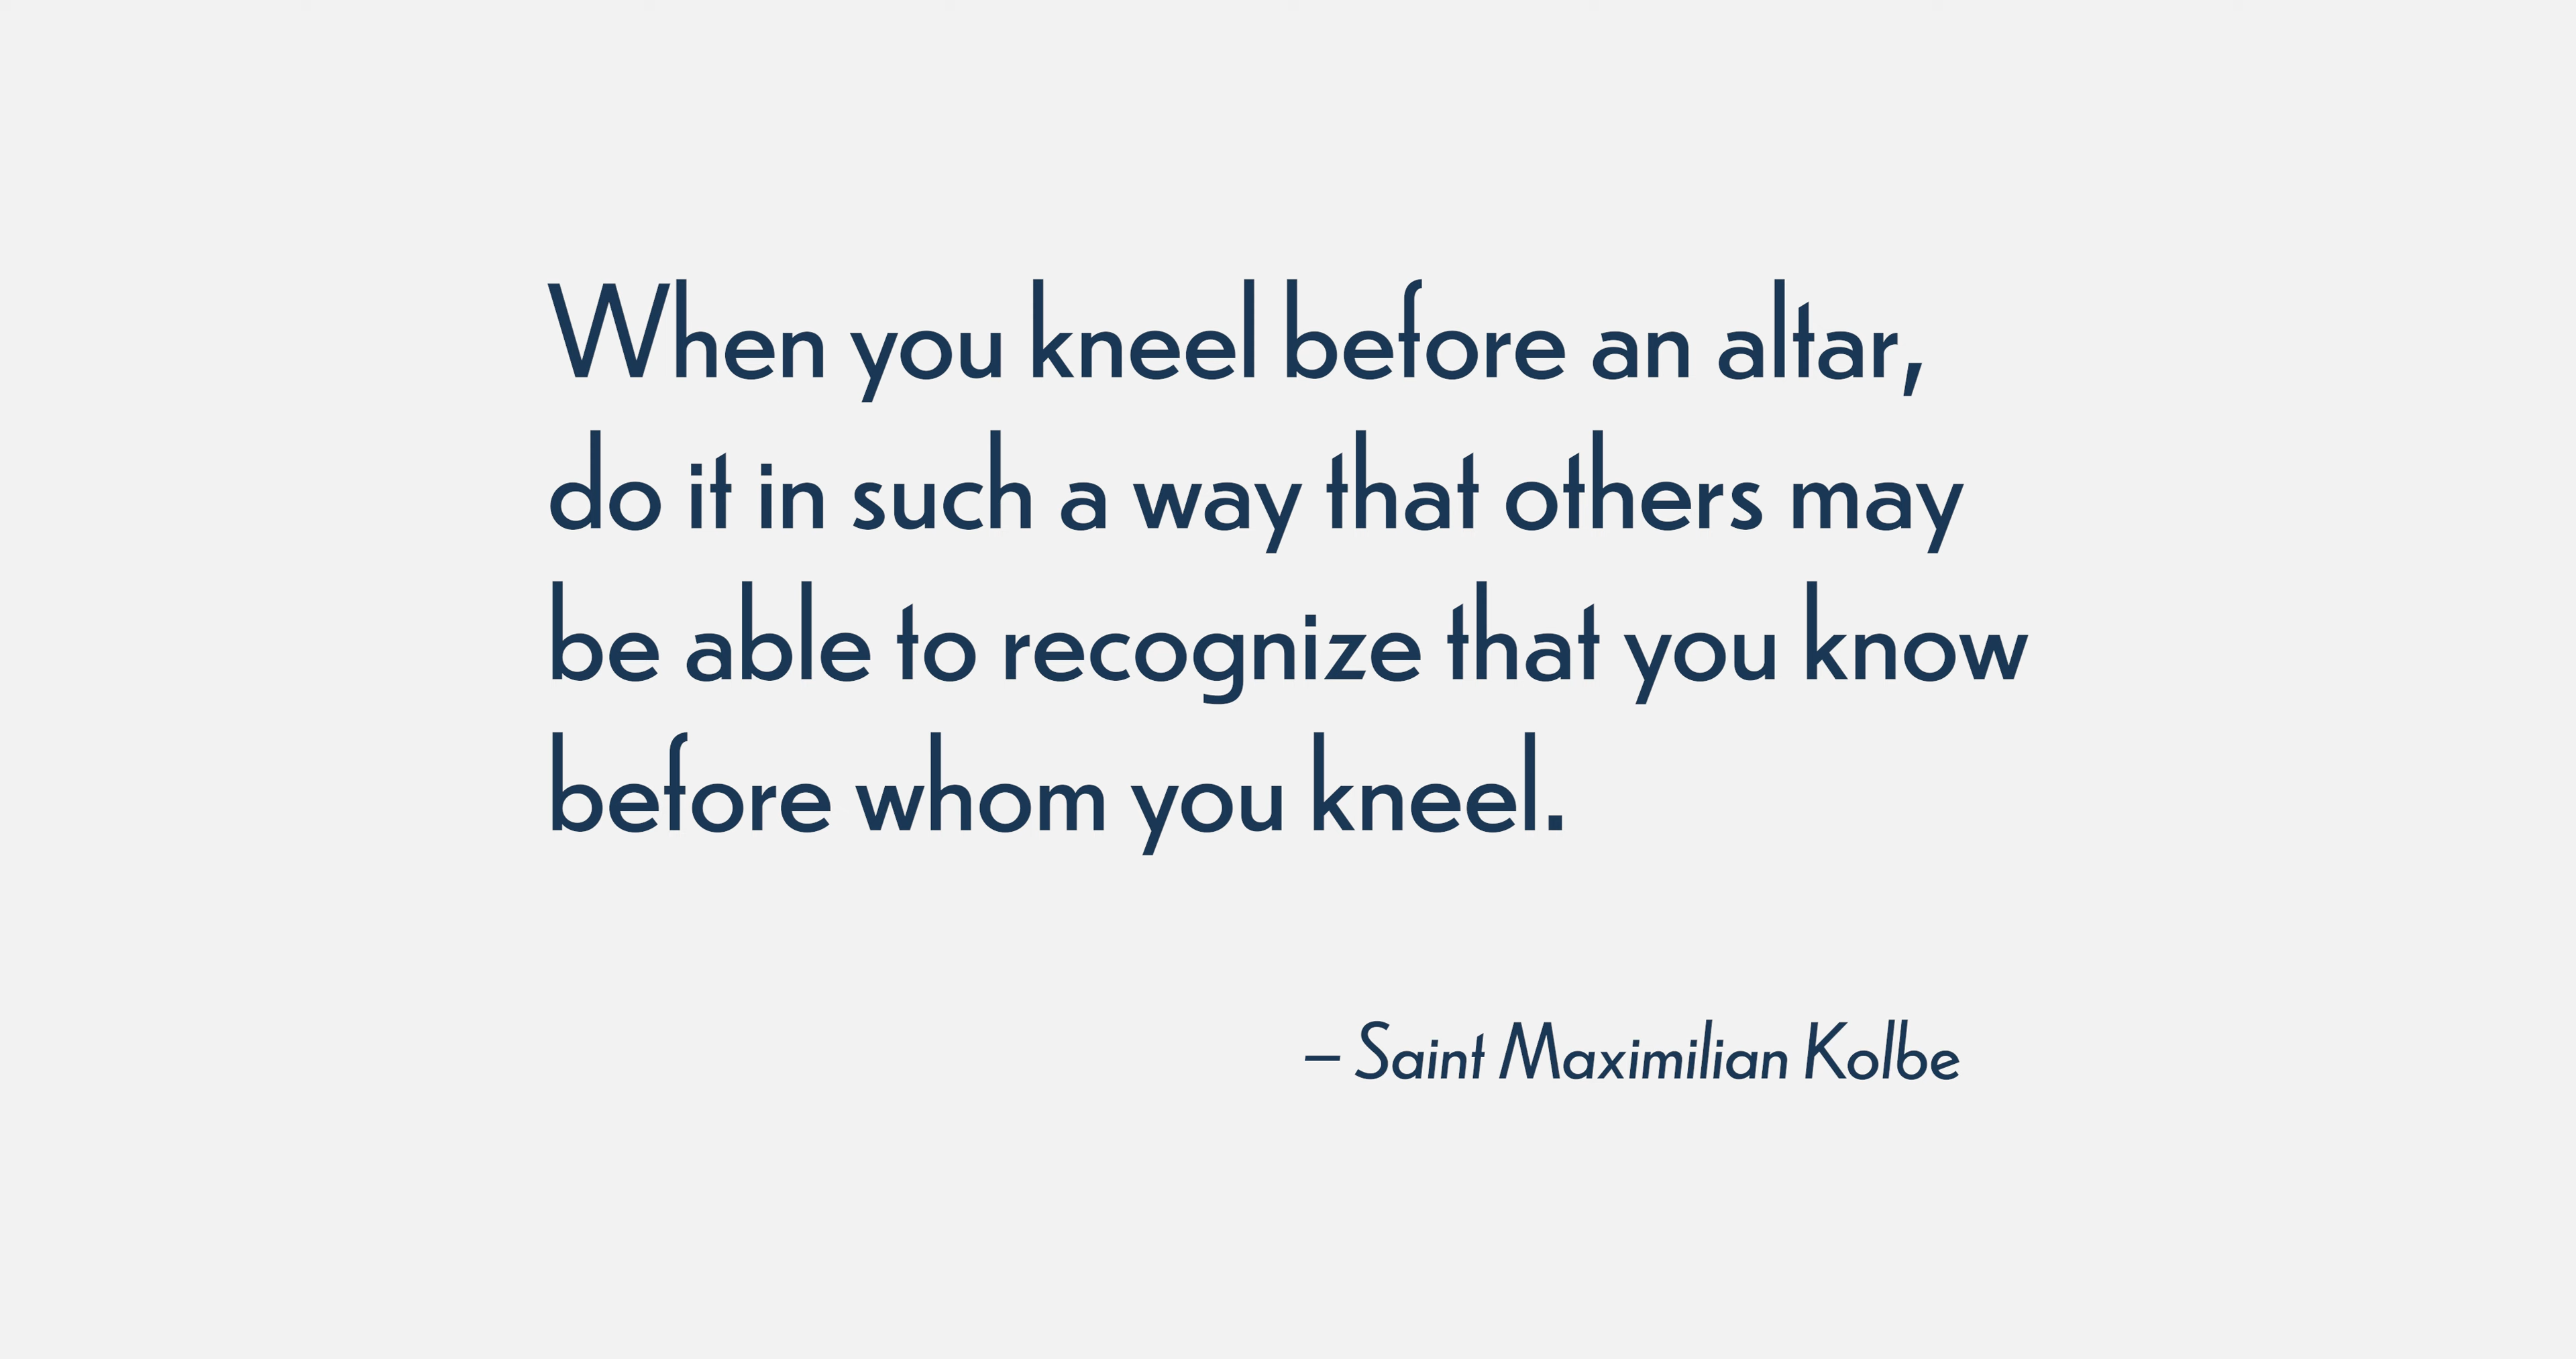 When you kneel before an altar,
do it in such a way that others may
be able to recognize that you know
before whom you kneel.
– Saint Maximilian Kolbe